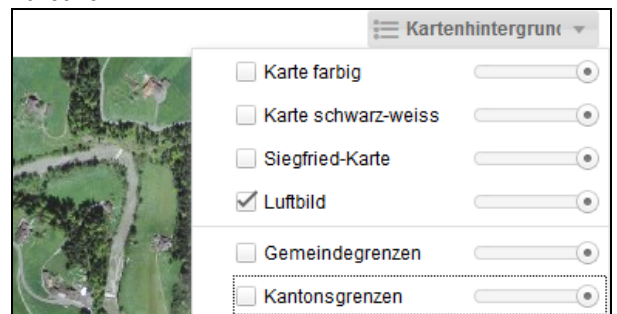 Kartenhintergrund
Karte farbig
Karte schwarz-weiss
Siegfried-Karte
Luftbild
Gemeindegrenzen
Kantonsgrenzen